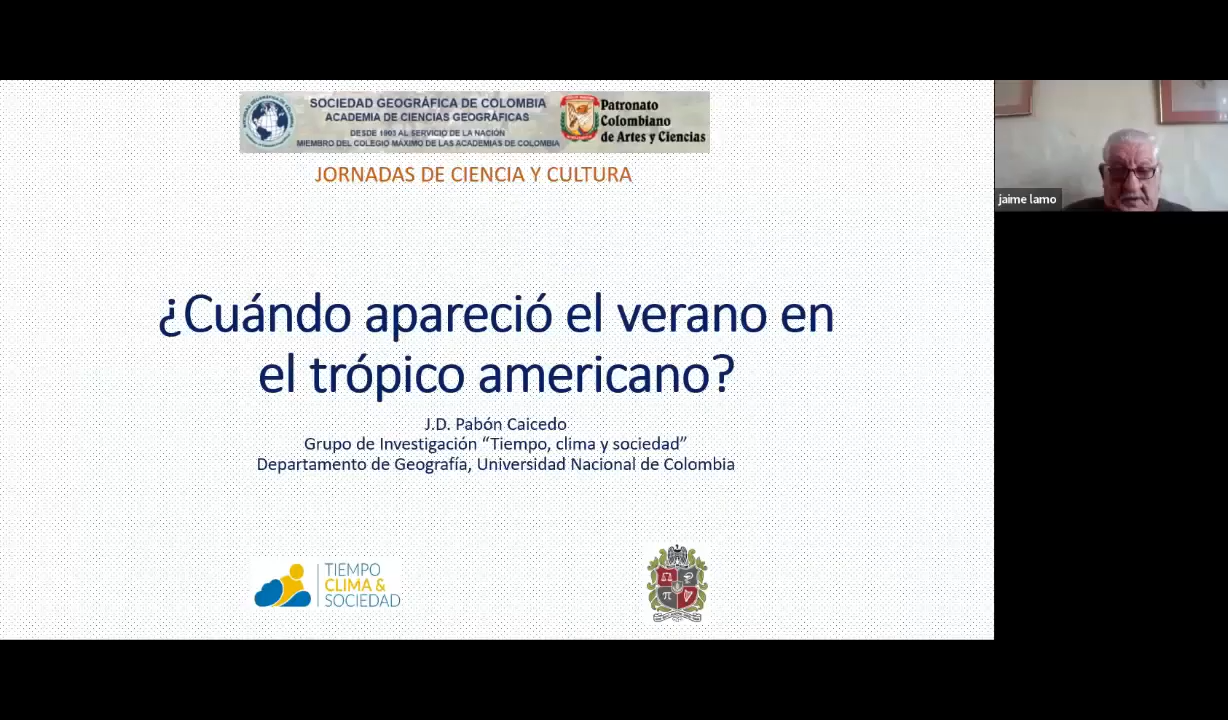 SOCIEDAD GEOGRÁFICA DE COLOMBIA
ACADEMIA DE CIENCIAS GEOGRÁFICAS
DESDE 1903 AL SERVICIO DE LA NACIÓN
MIEMBRO DEL COLEGIO MÁXIMO DE LAS ACADEMIAS DE COLOMBIA
Patronato
Colombiano
de Artes y Ciencias
JORNADAS DE CIENCIA Y CULTURA
jaime lamo
¿Cuándo apareció el verano en
el trópico americano?
J.D. Pabón Caicedo
Grupo de Investigación “Tiempo, clima y sociedad”
Departamento de Geografía, Universidad Nacional de Colombia
TIEMPO
CLIMA &
SOCIEDAD